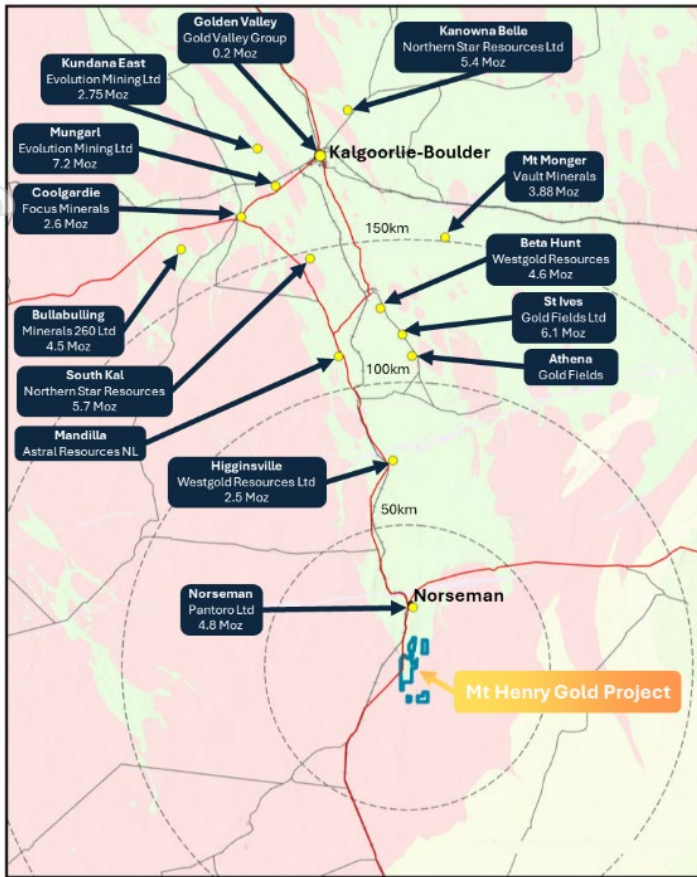 Golden Valley
Gold Valley Group
0.2 Moz
Kanowna Belle
Northern Star Resources Ltd
5.4 Moz
Kundana East
Evolution Mining Ltd
2.75 Moz
Mungarl
Evolution Mining Ltd
7.2 Moz
Kalgoorlie-Boulder
Mt Monger
Vault Minerals
3.88 Moz
Coolgardie
Focus Minerals
2.6 Moz
150km
Beta Hunt
Westgold Resources
4.6 Moz
Bullabulling
Minerals 260 Ltd
4.5 Moz
St Ives
Gold Fields Ltd
6.1 Moz
South Kal
Northern Star Resources
5.7 Moz
100km
Athena
Gold Fields
Mandilla
Astral Resources NL
Higginsville
Westgold Resources Ltd
2.5 Moz
50km
Norseman
Pantoro Ltd
4.8 Moz
Norseman
Mt Henry Gold Project